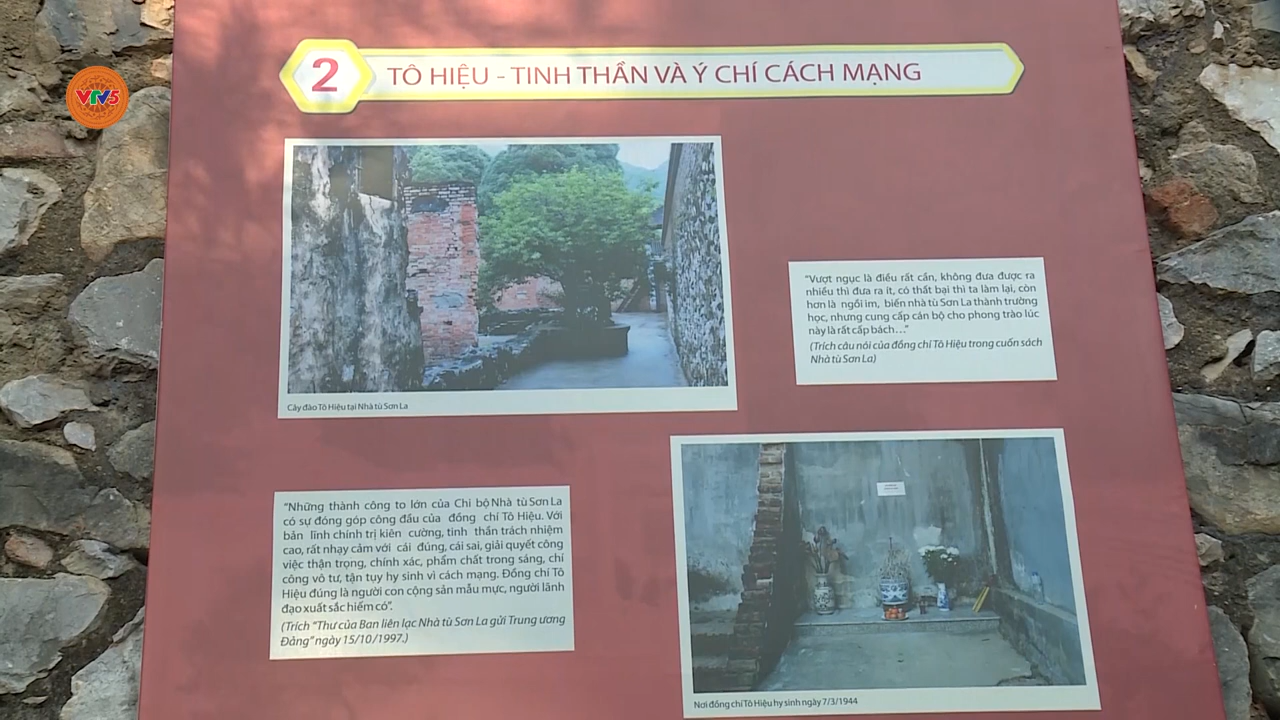 VTV5
2
TÔ HIỆU - TINH THẦN VÀ Ý CHÍ CÁCH MẠNG
Cây đào Tô Hiệu tại Nhà tù Sơn La
"Vượt ngục là điều rất cần, không đưa được ra
nhiều thì đưa ra ít, có thất bại thì ta làm lại, còn
hơn là ngồi im, biến nhà tù Sơn La thành trường
học, nhưng cung cấp cán bộ cho phong trào lúc
này là rất cấp bách..."
(Trích câu nói của đồng chí Tô Hiệu trong cuốn sách
Nhà tù Sơn La)
"Những thành công to lớn của Chi bộ Nhà tù Sơn La
có sự đóng góp công đầu của đồng chí Tô Hiệu. Với
bản lĩnh chính trị kiên cường, tinh thần trách nhiệm
cao, rất nhạy cảm với cái đúng, cái sai, giải quyết công
việc thận trọng, chính xác, phẩm chất trong sáng, chí
công vô tư, tận tụy hy sinh vì cách mạng. Đồng chí Tô
Hiệu đúng là người con cộng sản mẫu mực, người lãnh
đạo xuất sắc hiếm có".
(Trích "Thư của Ban liên lạc Nhà tù Sơn La gửi Trung ương
Đảng" ngày 15/10/1997.)
Nơi đồng chí Tô Hiệu hy sinh ngày 7/3/1944